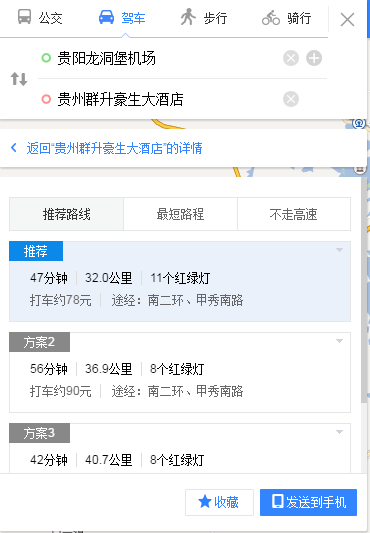 公交 驾车 步行 骑行
贵阳龙洞堡机场
贵州群升豪生大酒店
返回“贵州群升豪生大酒店”的详情
推荐路线 最短路程 不走高速
推荐
47分钟 32.0公里 11个红绿灯
打车约78元 途经：南二环、甲秀南路
方案2
56分钟 36.9公里 8个红绿灯
打车约90元 途经：南二环、甲秀南路
方案3
42分钟 40.7公里 8个红绿灯
收藏 发送到手机